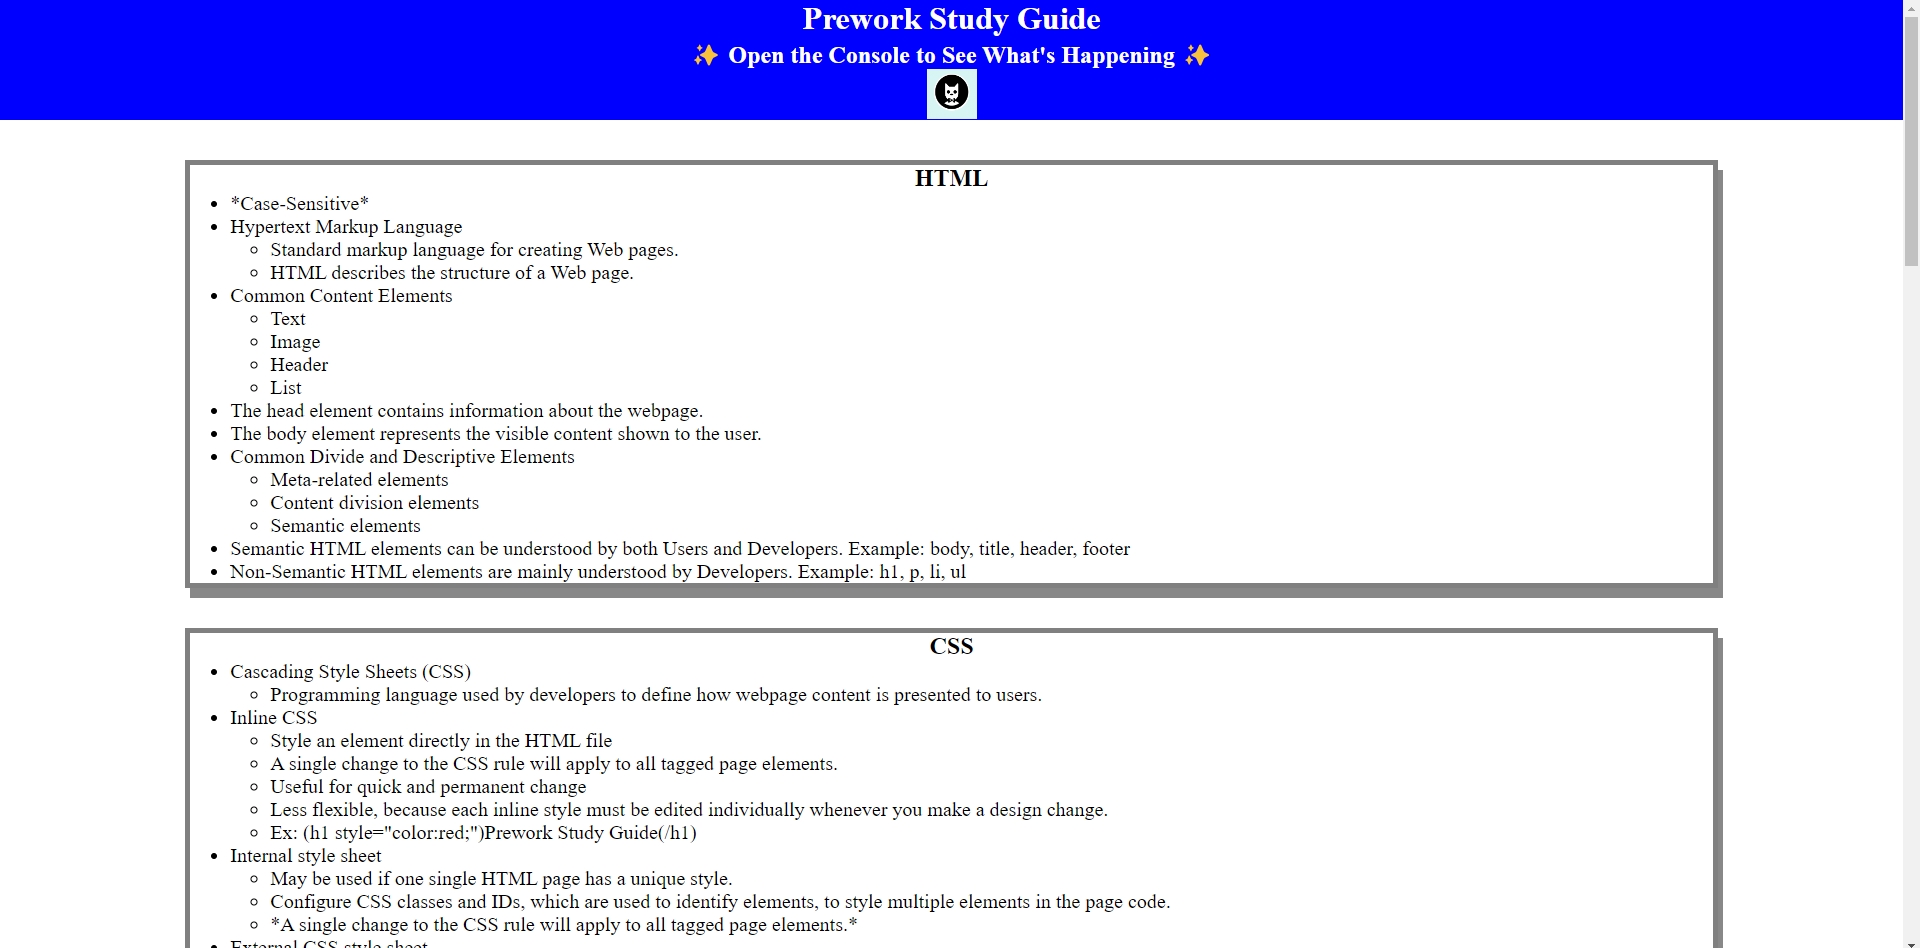 Prework Study Guide
✨ Open the Console to See What's Happening ✨
HTML
*Case-Sensitive*
Hypertext Markup Language
Standard markup language for creating Web pages.
HTML describes the structure of a Web page.
Common Content Elements
Text
Image
Header
List
The head element contains information about the webpage.
The body element represents the visible content shown to the user.
Common Divide and Descriptive Elements
Meta-related elements
Content division elements
Semantic elements
Semantic HTML elements can be understood by both Users and Developers. Example: body, title, header, footer
Non-Semantic HTML elements are mainly understood by Developers. Example: h1, p, li, ul
CSS
Cascading Style Sheets (CSS)
Programming language used by developers to define how webpage content is presented to users.
Inline CSS
Style an element directly in the HTML file
A single change to the CSS rule will apply to all tagged page elements.
Useful for quick and permanent change
Less flexible, because each inline style must be edited individually whenever you make a design change.
Ex: (h1 style="color:red;")Prework Study Guide(/h1)
Internal style sheet
May be used if one single HTML page has a unique style.
Configure CSS classes and IDs, which are used to identify elements, to style multiple elements in the page code.
*A single change to the CSS rule will apply to all tagged page elements.*
External CSS style sheet